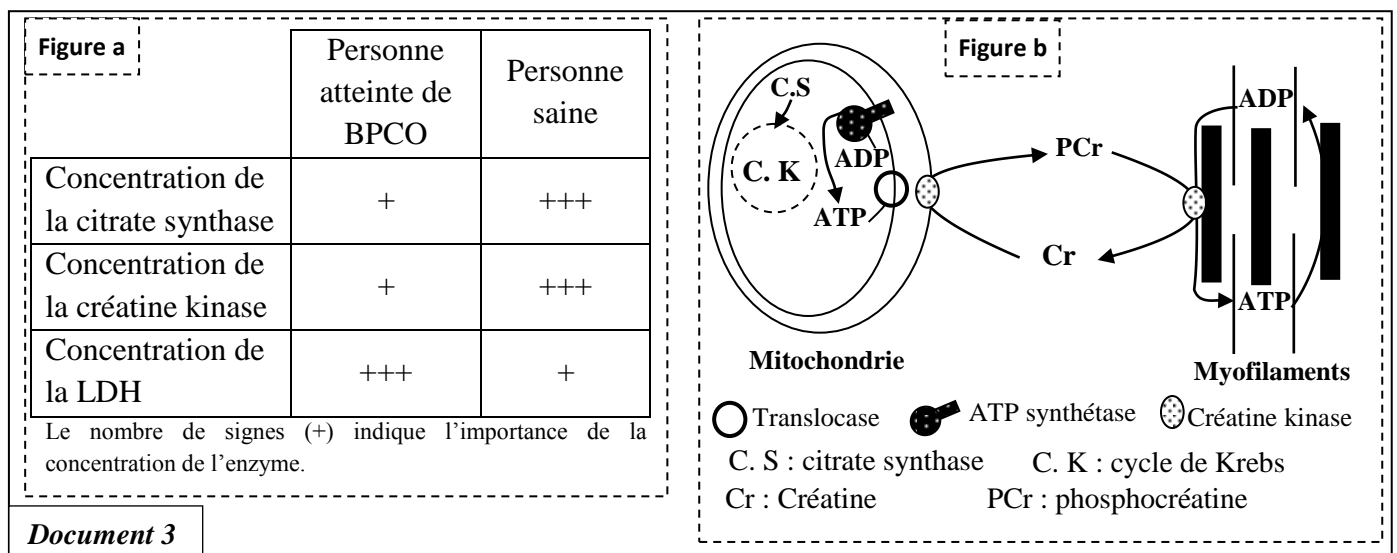 Figure a
Personne
atteinte de
BPCO
Personne
saine
Concentration de
la citrate synthase
+
+++
Concentration de
la créatine kinase
+
+++
Concentration de
la LDH
+++
+
Le nombre de signes (+) indique l’importance de la
concentration de l’enzyme.
Document 3
Figure b
C.S
C. K
ADP
ATP
PCr
Cr
ADP
ATP
Mitochondrie
Myofilaments
Translocase
ATP synthétase
Créatine kinase
C. S : citrate synthase
C. K : cycle de Krebs
Cr : Créatine
PCr : phosphocréatine